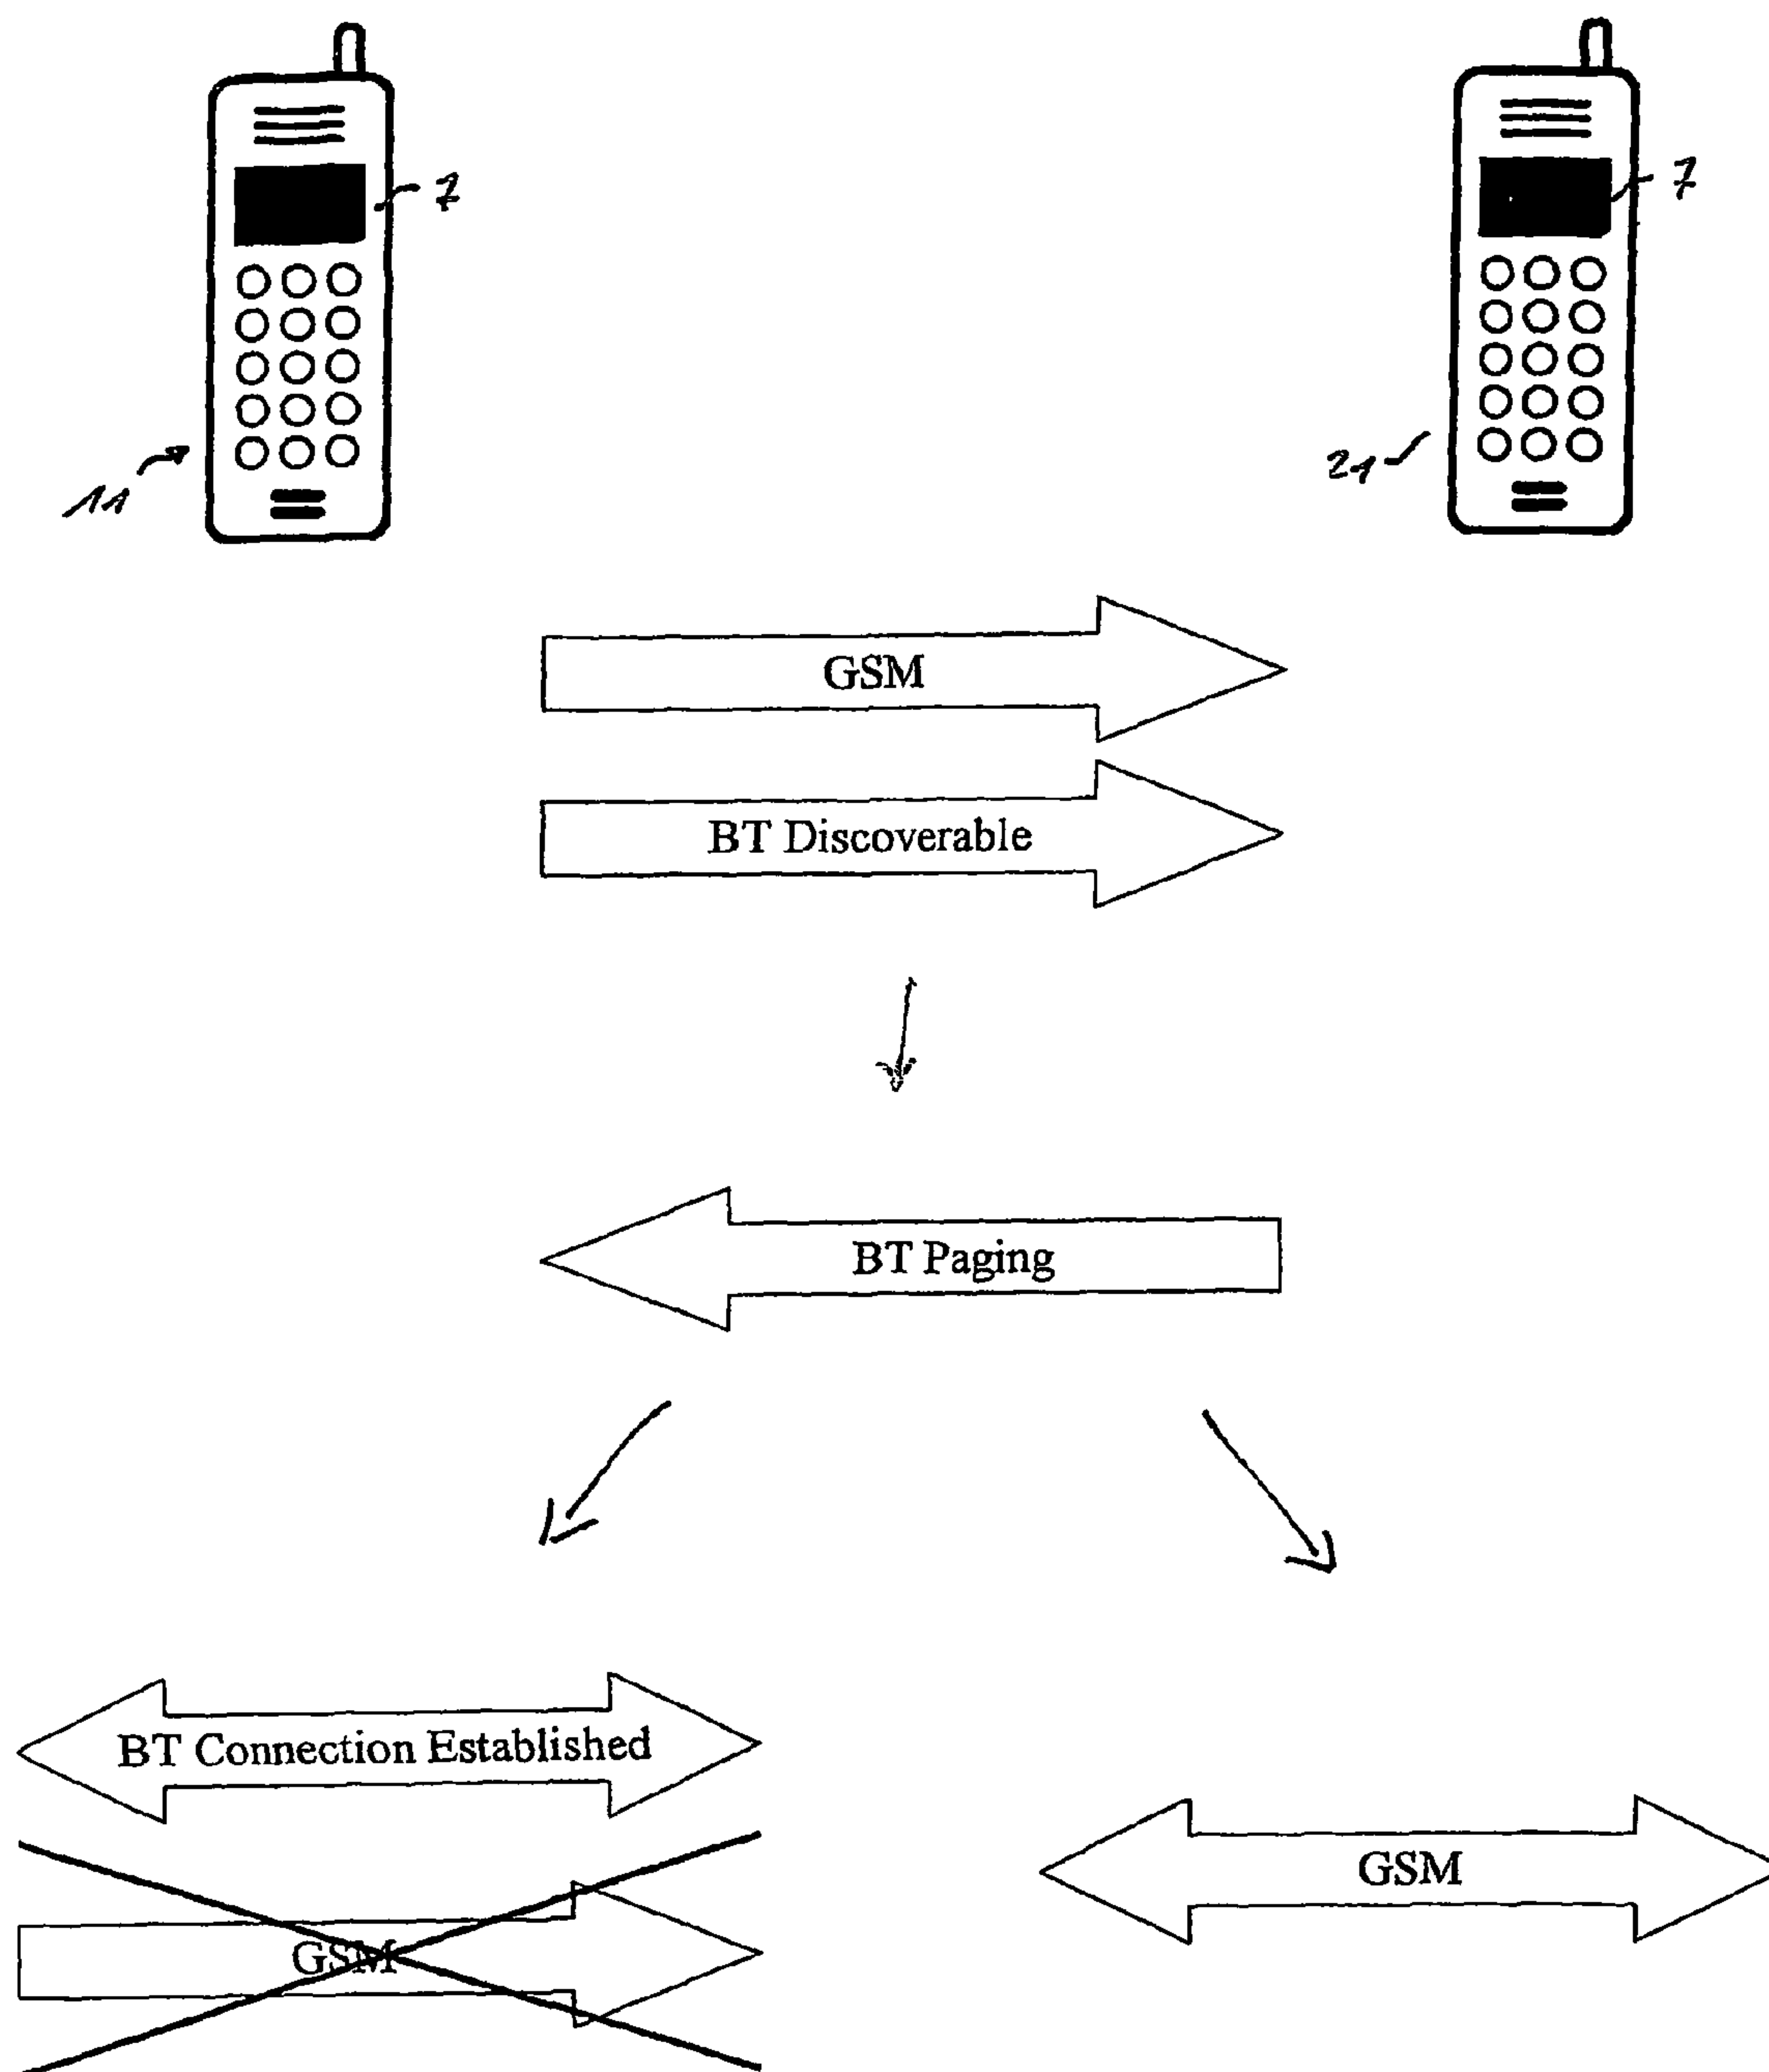 7
7
11
21
GSM
BT Discoverable
BT Paging
BT Connection Established
GSM
GSM